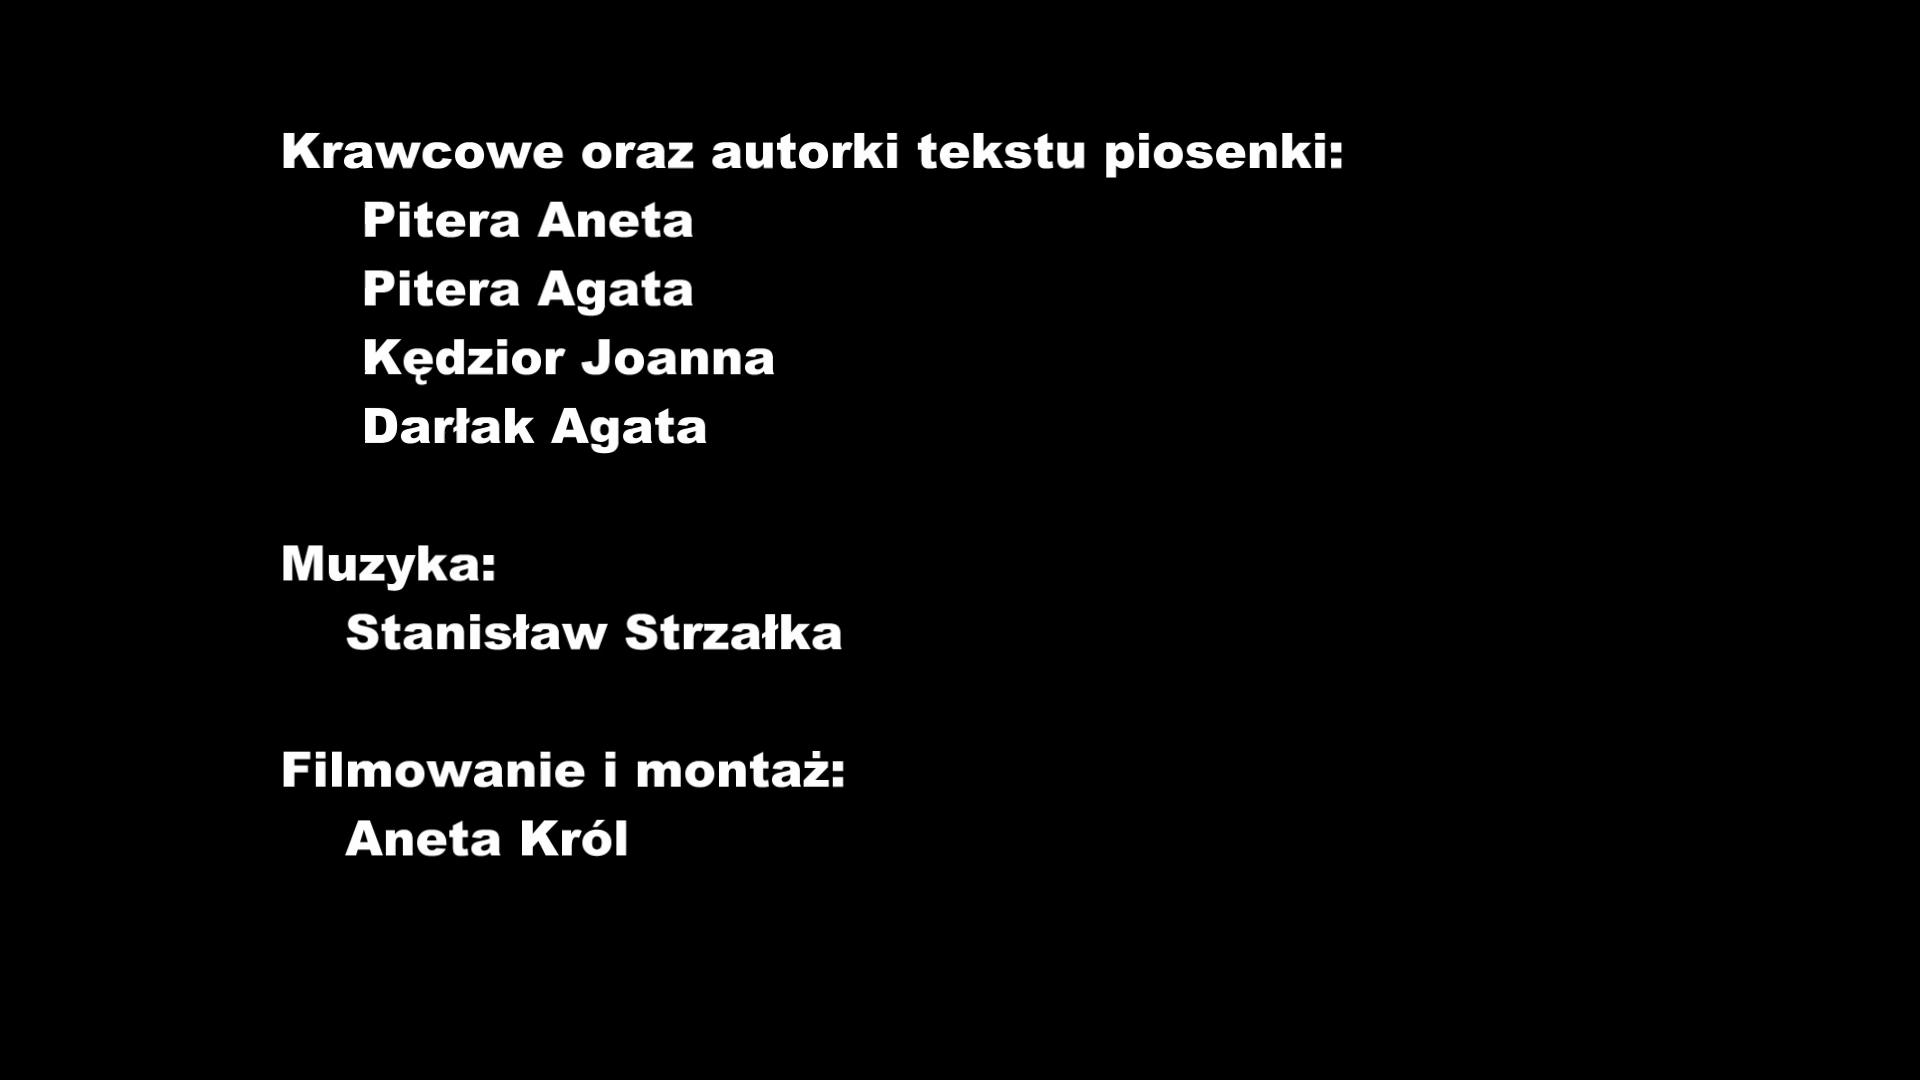 Krawcowe oraz autorki tekstu piosenki:
Pitera Aneta
Pitera Agata
Kędzior Joanna
Darłak Agata
Muzyka:
Stanisław Strzałka
Filmowanie i montaż:
Aneta Król